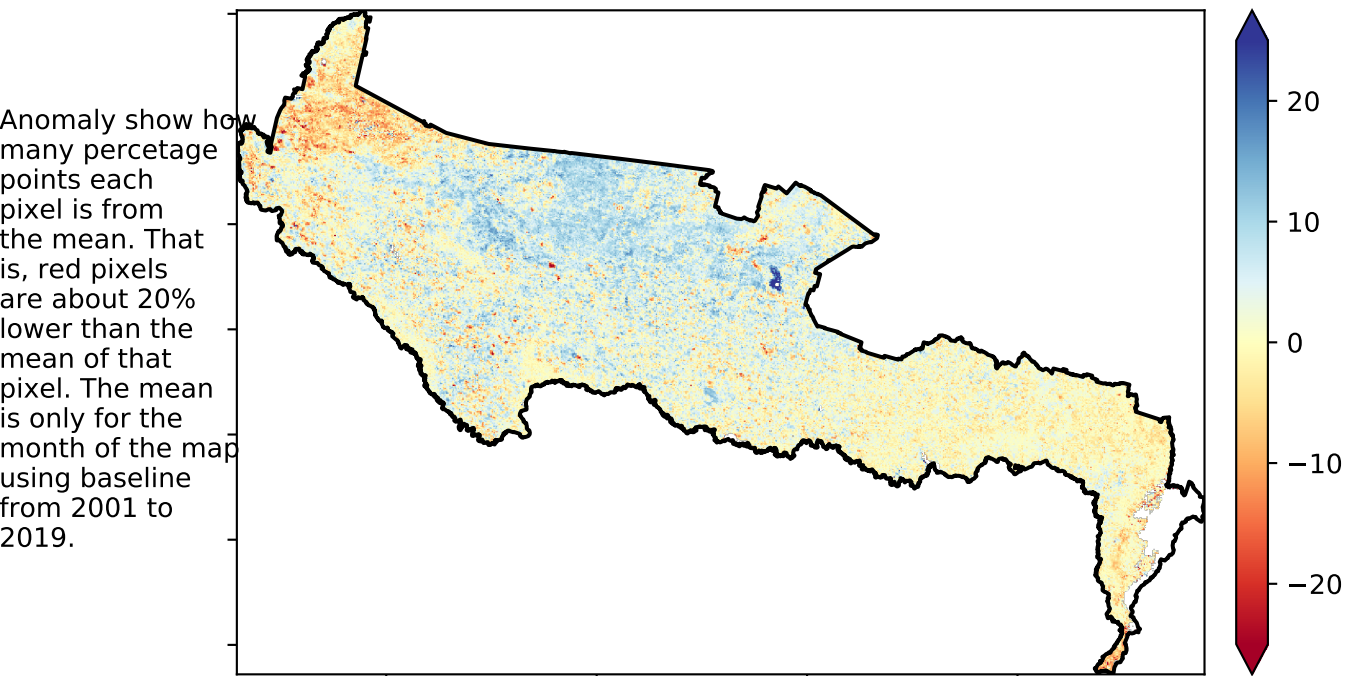 Anomaly show how
many percetage
points each
pixel is from
the mean. That
is, red pixels
are about 20%
lower than the
mean of that
pixel. The mean
is only for the
month of the map
using baseline
from 2001 to
2019.
20
10
0
−10
−20